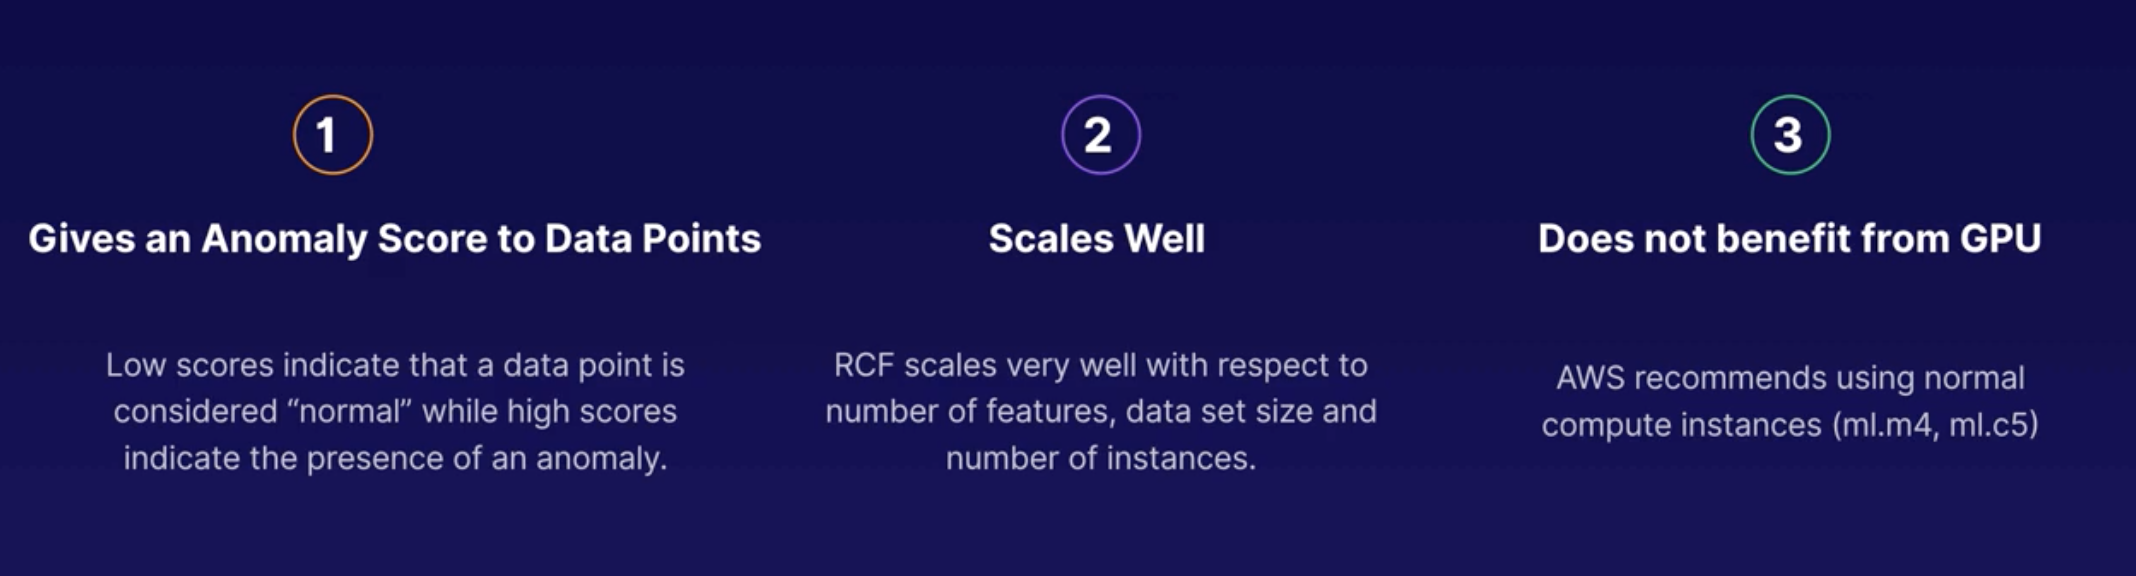 1
Gives an Anomaly Score to Data Points
Low scores indicate that a data point is
considered “normal” while high scores
indicate the presence of an anomaly.
2
Scales Well
RCF scales very well with respect to
number of features, data set size and
number of instances.
3
Does not benefit from GPU
AWS recommends using normal
compute instances (ml.m4, ml.c5)